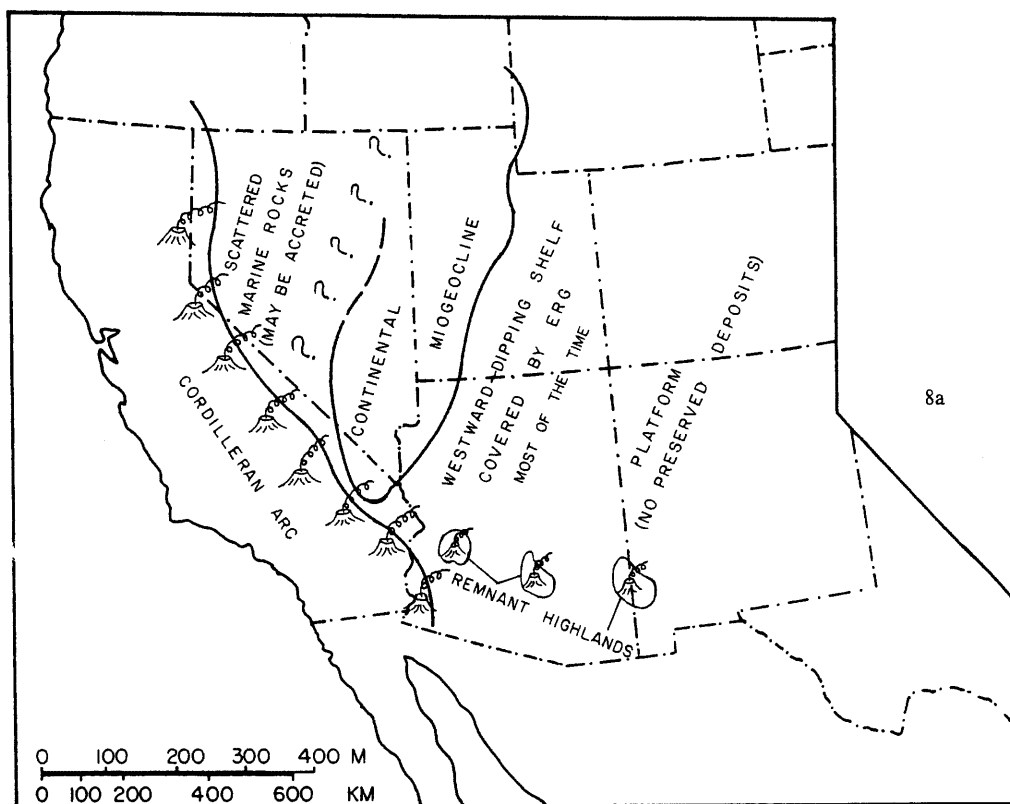 SCATTERED
MARINE ROCKS
(MAY BE ACCRETED)
? ? ? ? ? ?
CONTINENTAL
MIOGEOCLINE
WESTWARD-DIPPING SHELF
COVERED BY ERG
MOST OF THE TIME
PLATFORM
(NO PRESERVED DEPOSITS)
CORDILLERAN ARC
REMNANT HIGHLANDS
8a
0 100 200 300 400 M
0 100 200 400 600 KM